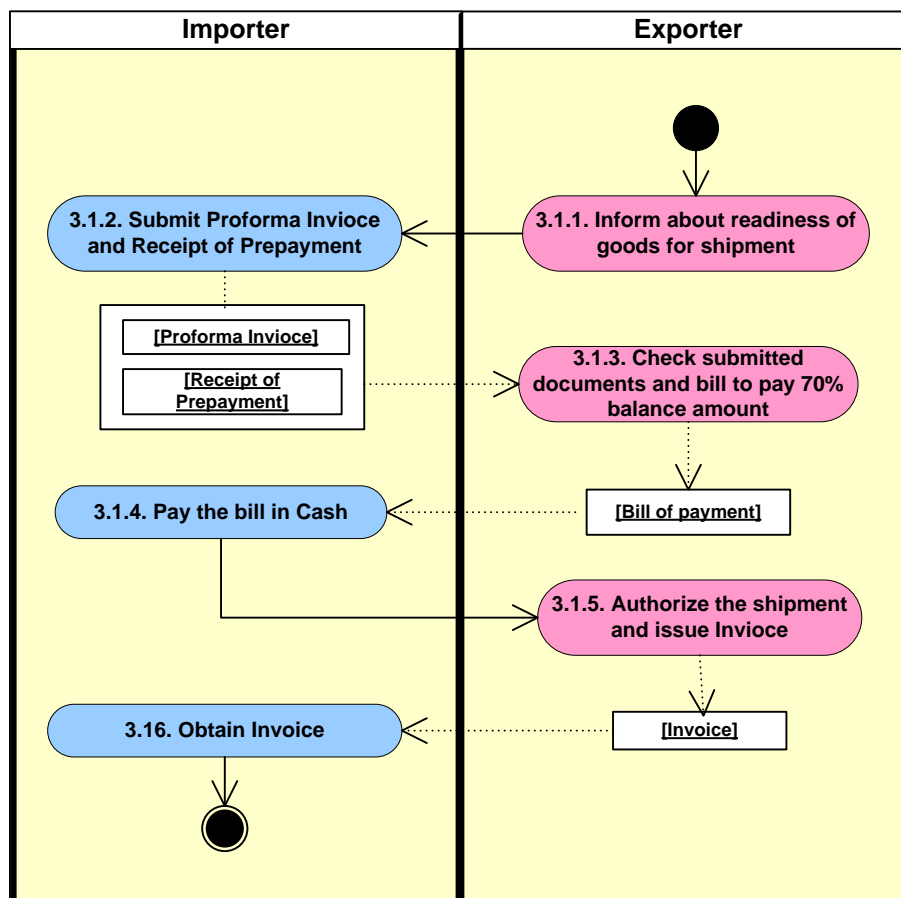 Importer
Exporter
3.1.1. Inform about readiness of
goods for shipment
3.1.2. Submit Proforma Invioce
and Receipt of Prepayment
[Proforma Invioce]
[Receipt of
Prepayment]
3.1.3. Check submitted
documents and bill to pay 70%
balance amount
[Bill of payment]
3.1.4. Pay the bill in Cash
3.1.5. Authorize the shipment
and issue Invioce
[Invoice]
3.16. Obtain Invoice